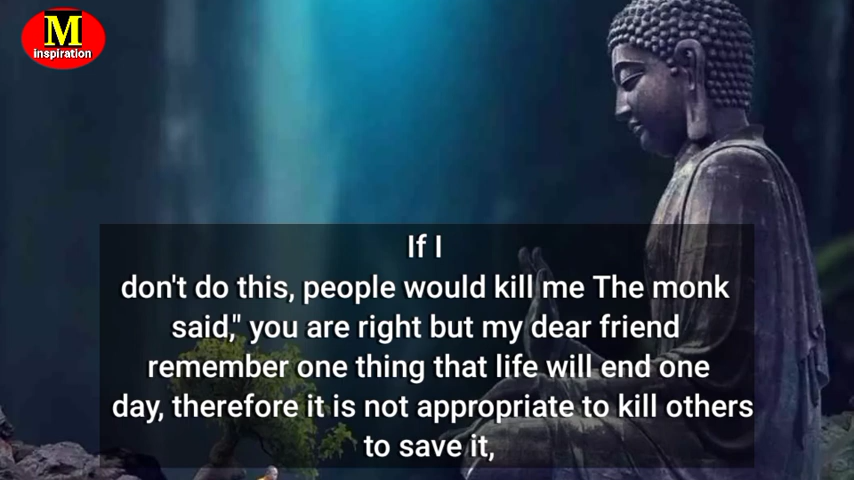 M
inspiration
If I
don't do this, people would kill me The monk
said," you are right but my dear friend
remember one thing that life will end one
day, therefore it is not appropriate to kill others
to save it,